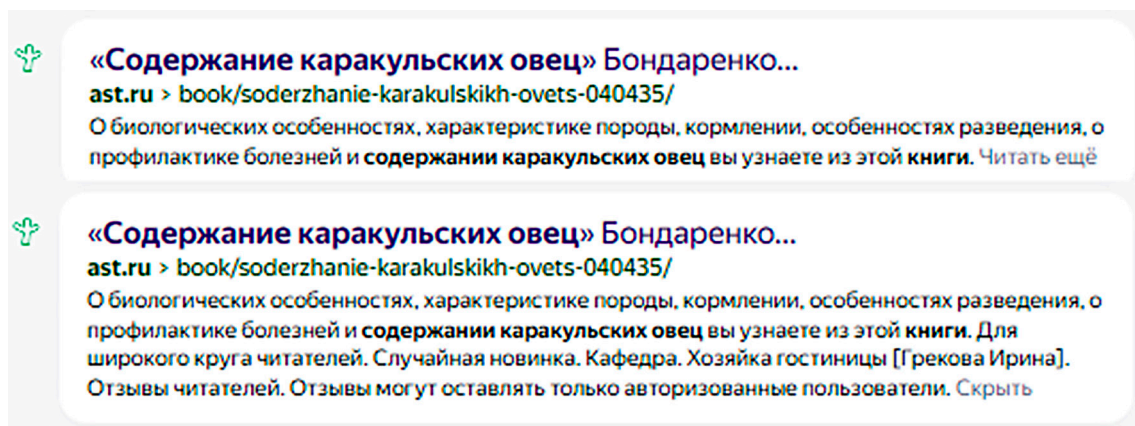 «Содержание каракульских овец» Бондаренко...
ast.ru > book/soderzhanie-karakulskikh-ovets-040435/
О биологических особенностях, характеристике породы, кормлении, особенностях разведения, о
профилактике болезней и содержании каракульских овец вы узнаете из этой книги. Читать ещё
«Содержание каракульских овец» Бондаренко...
ast.ru > book/soderzhanie-karakulskikh-ovets-040435/
О биологических особенностях, характеристике породы, кормлении, особенностях разведения, о
профилактике болезней и содержании каракульских овец вы узнаете из этой книги. Для
широкого круга читателей. Случайная новинка. Кафедра. Хозяйка гостиницы [Грекова Ирина].
Отзывы читателей. Отзывы могут оставлять только авторизованные пользователи. Скрыть